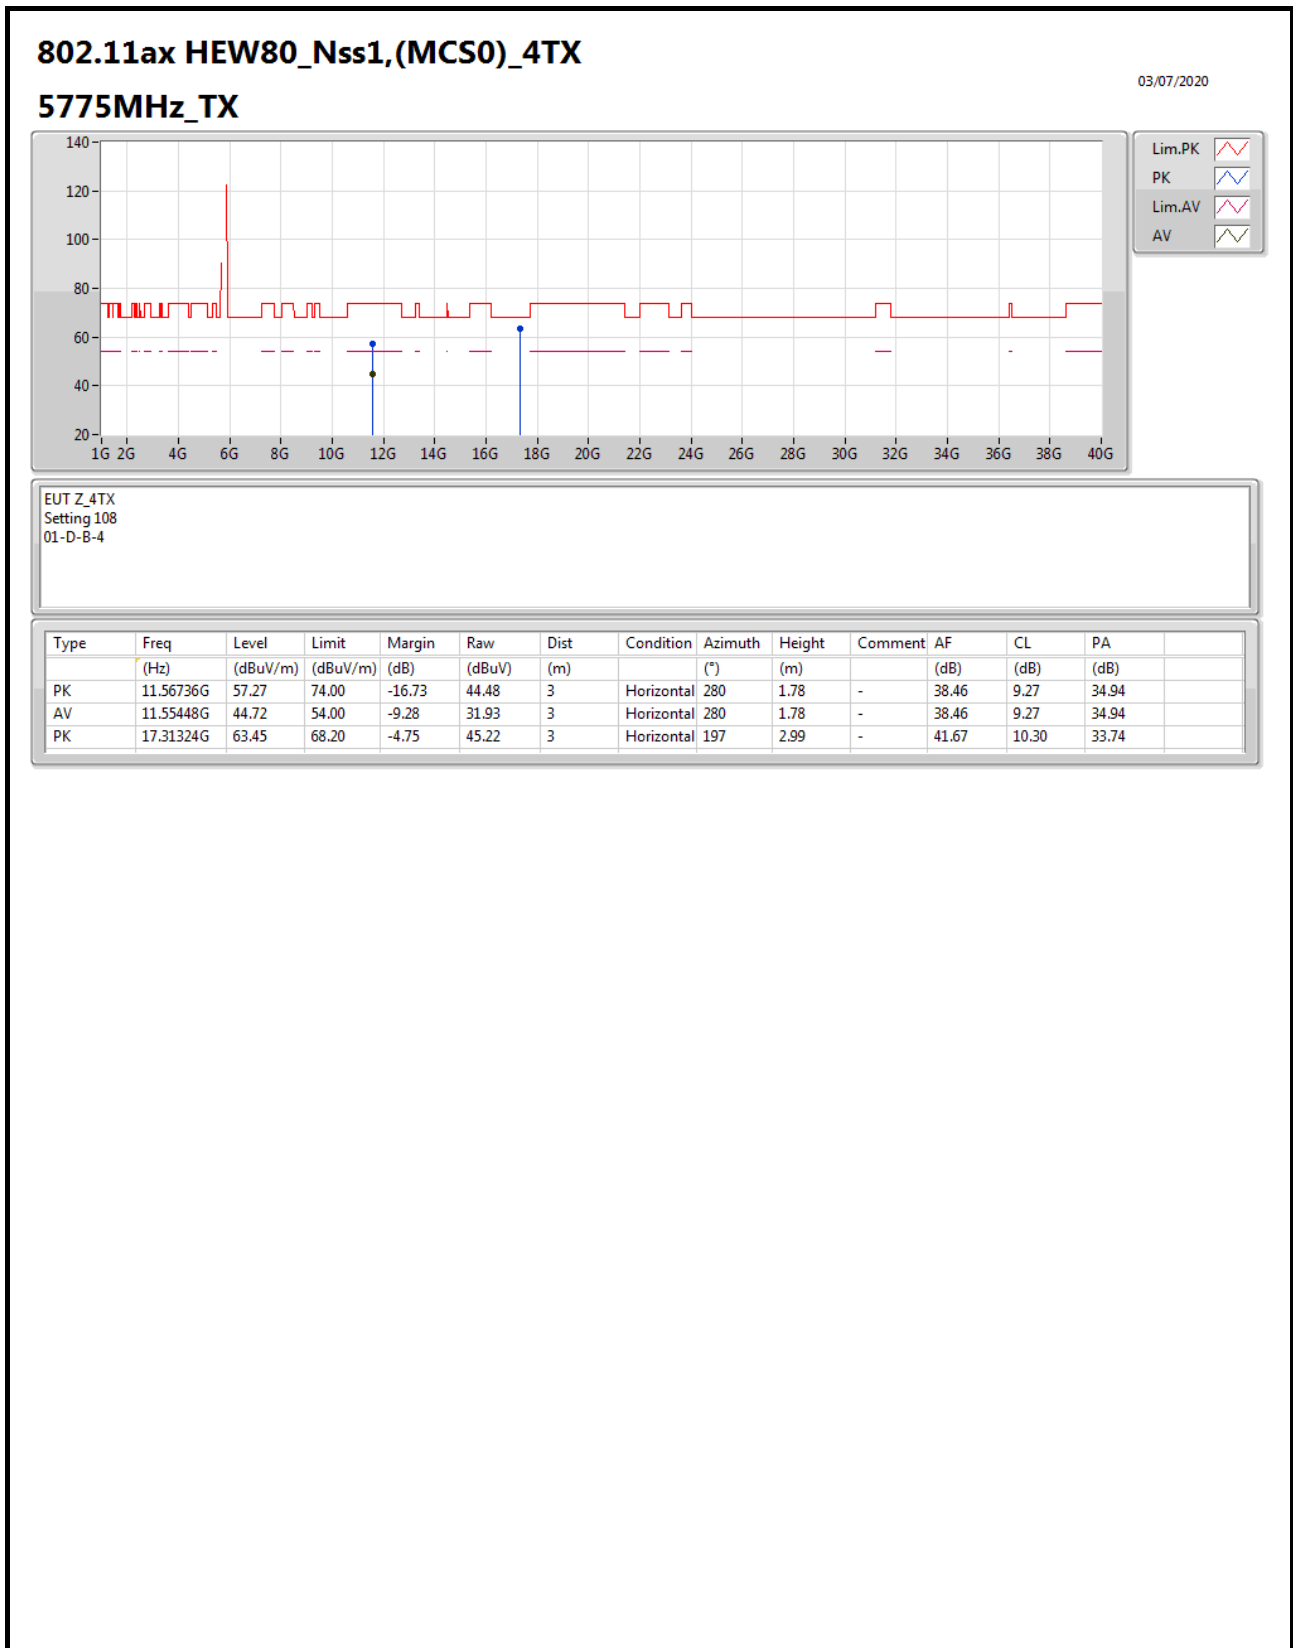 802.11ax HEW80_Nss1,(MCS0)_4TX
03/07/2020
5775MHz_TX
140
120
100
80
60
40
20
1G 2G 4G 6G 8G 10G 12G 14G 16G 18G 20G 22G 24G 26G 28G 30G 32G 34G 36G 38G 40G
Lim.PK
PK
Lim.AV
AV
EUT Z_4TX
Setting 108
01-D-B-4
Type Freq Level Limit Margin Raw Dist Condition Azimuth Height Comment AF CL PA
(Hz) (dBuV/m) (dBuV/m) (dB) (dBuV) (m) (°) (m) (dB) (dB) (dB)
PK 11.56736G 57.27 74.00 -16.73 44.48 3 Horizontal 280 1.78 - 38.46 9.27 34.94
AV 11.55448G 44.72 54.00 -9.28 31.93 3 Horizontal 280 1.78 - 38.46 9.27 34.94
PK 17.31324G 63.45 68.20 -4.75 45.22 3 Horizontal 197 2.99 - 41.67 10.30 33.74